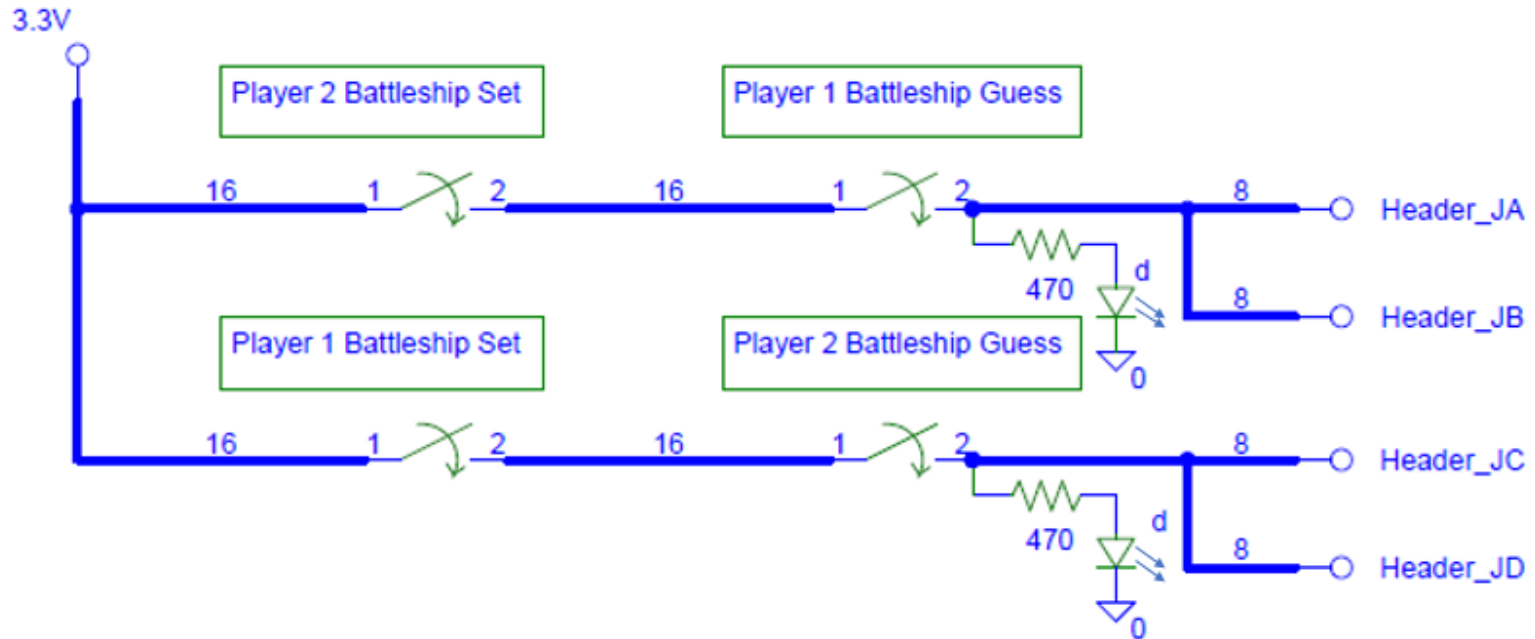 3.3V
Player 2 Battleship Set
Player 1 Battleship Guess
16
1
2
16
1
2
8
Header_JA
470
d
8
Header_JB
0
Player 1 Battleship Set
Player 2 Battleship Guess
16
1
2
16
1
2
8
Header_JC
470
d
8
Header_JD
0